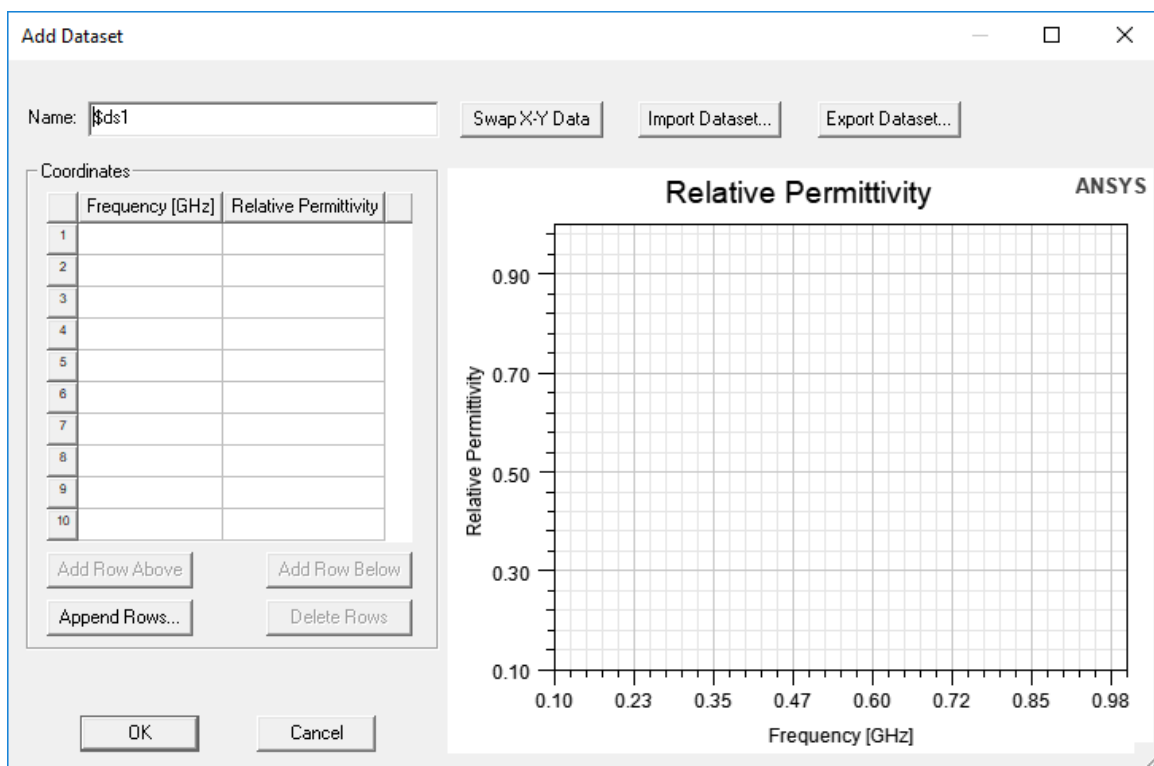 Add Dataset
Name: $ds1 Swap X-Y Data Import Dataset... Export Dataset...
Coordinates
Frequency [GHz] Relative Permittivity
1
2
3
4
5
6
7
8
9
10
Add Row Above Add Row Below
Append Rows... Delete Rows
OK Cancel
Relative Permittivity ANSYS
0.90
0.70
0.50
0.30
0.10
Relative Permittivity
0.10 0.23 0.35 0.47 0.60 0.72 0.85 0.98
Frequency [GHz]